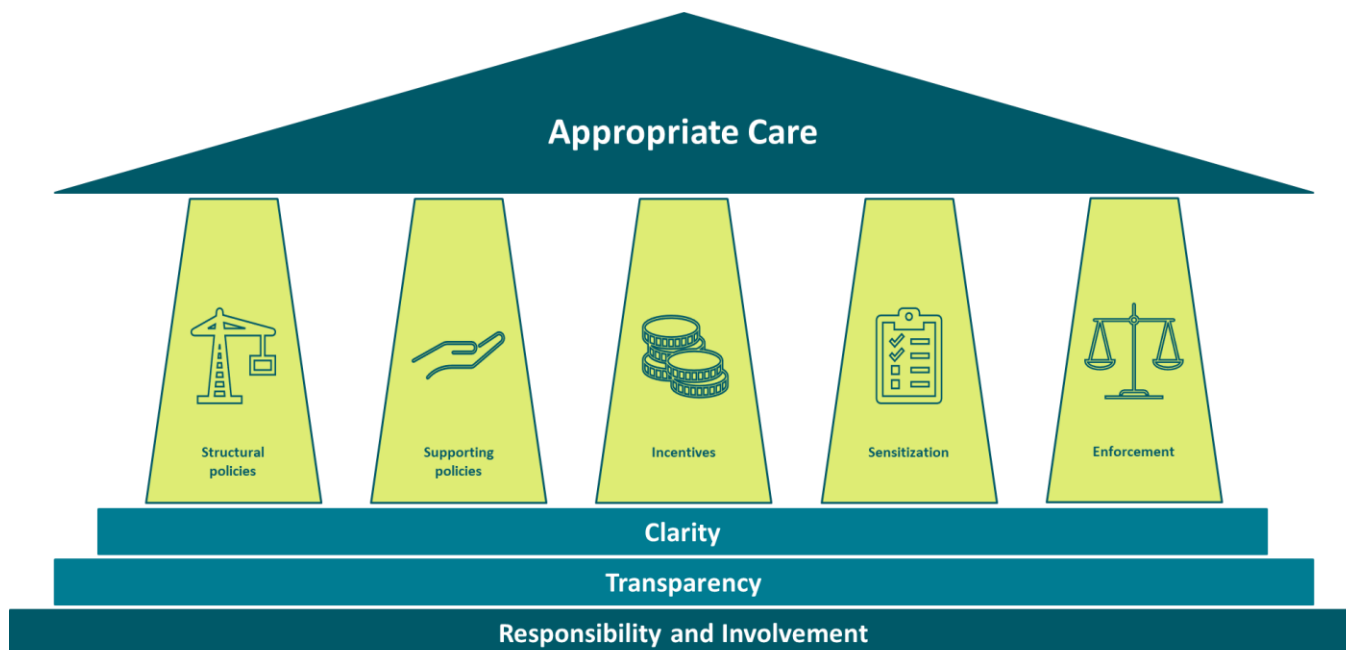 Appropriate Care
Structural
policies
Supporting
policies
Incentives
Sensitization
Enforcement
Clarity
Transparency
Responsibility and Involvement